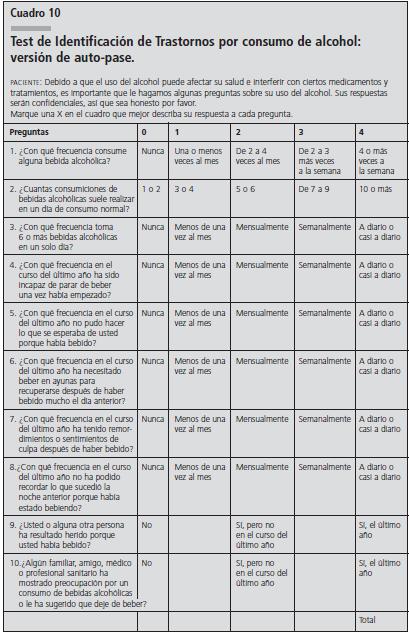 Cuadro 10
Test de Identificación de Trastornos por consumo de alcohol:
versión de auto-pase.
PACIENTE: Debido a que el uso del alcohol puede afectar su salud e interferir con ciertos medicamentos y
tratamientos, es importante que le hagamos algunas preguntas sobre su uso del alcohol. Sus respuestas
serán confidenciales, así que sea honesto por favor.
Marque una X en el cuadro que mejor describa su respuesta a cada pregunta.
Preguntas 0 1 2 3 4
1. ¿Con qué frecuencia consume Nunca Una o menos De 2 a 4 De 2 a 3 4 o más
alguna bebida alcohólica? veces al mes veces al mes más veces veces a
a la semana la semana
2. ¿Cuantas consumiciones de 1 o 2 3 o 4 5 o 6 De 7 a 9 10 o más
bebidas alcohólicas suele realizar
en un día de consumo normal?
3. ¿Con qué frecuencia toma Nunca Menos de una Mensualmente Semanalmente A diario o
6 o más bebidas alcohólicas vez al mes casi a diario
en un solo día?
4. ¿Con qué frecuencia en el Nunca Menos de una Mensualmente Semanalmente A diario o
curso del último año ha sido vez al mes casi a diario
incapaz de parar de beber
una vez había empezado?
5. ¿Con qué frecuencia en el curso Nunca Menos de una Mensualmente Semanalmente A diario o
del último año no pudo hacer vez al mes casi a diario
lo que se esperaba de usted
porque había bebido?
6. ¿Con qué frecuencia en el curso Nunca Menos de una Mensualmente Semanalmente A diario o
del último año ha necesitado vez al mes casi a diario
beber en ayunas para
recuperarse después de haber
bebido mucho el día anterior?
7. ¿Con qué frecuencia en el curso Nunca Menos de una Mensualmente Semanalmente A diario o
del último año ha tenido remor- vez al mes casi a diario
dimientos o sentimientos de
culpa después de haber bebido?
8.¿Con qué frecuencia en el curso Nunca Menos de una Mensualmente Semanalmente A diario o
del último año no ha podido vez al mes casi a diario
recordar lo que sucedió la
noche anterior porque había
estado bebiendo?
9. ¿Usted o alguna otra persona No Sí, pero no Sí, el último
ha resultado herido porque en el curso del año
usted había bebido? último año
10.¿Algún familiar, amigo, médico No Sí, pero no Sí, el último
o profesional sanitario ha en el curso del año
mostrado preocupación por un último año
consumo de bebidas alcohólicas
o le ha sugerido que deje de beber?
Total